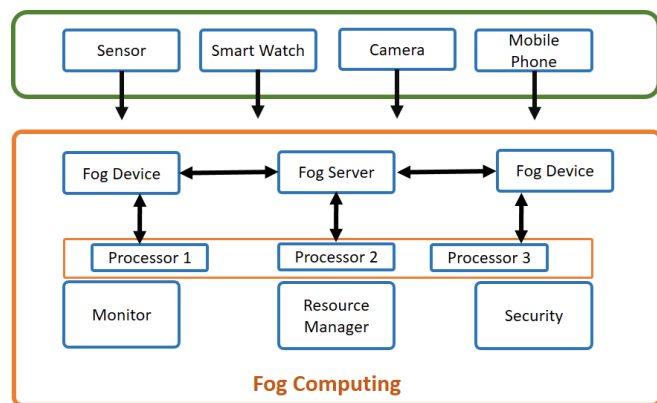 Sensor
Smart Watch
Camera
Mobile
Phone
Fog Device
Fog Server
Fog Device
Processor 1
Processor 2
Processor 3
Monitor
Resource
Manager
Security
Fog Computing